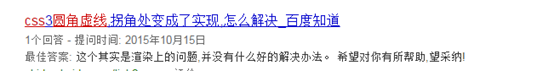 css3圆角虚线,拐角处变成了实现,怎么解决_百度知道
1个回答 - 提问时间: 2015年10月15日
最佳答案: 这个其实是渲染上的问题,并没有什么好的解决办法。 希望对你有所帮助,望采纳!